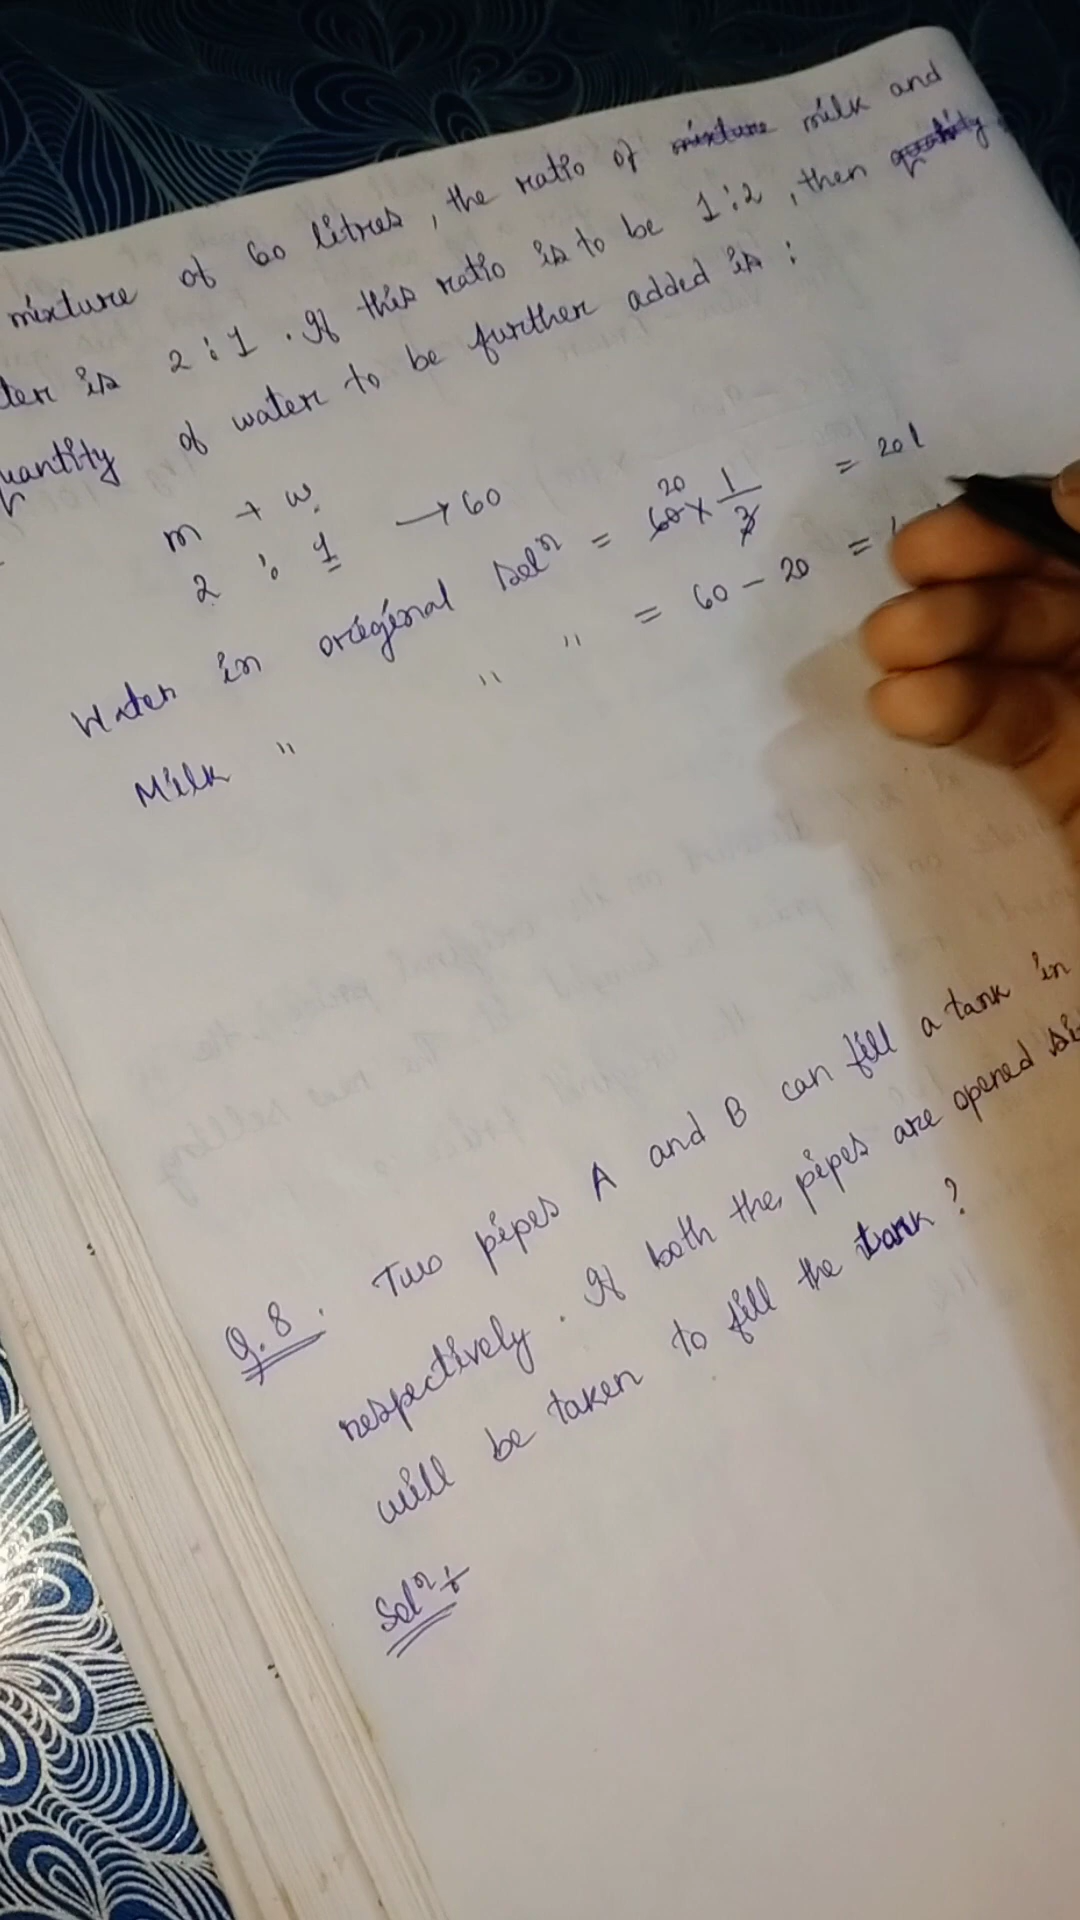 mixture of 60 litres, the ratio of mixture milk and
is 2:1. If this ratio is to be 1:2, then quantity
of water to be further added is:
m + w
2 : 1 → 60
Water in original Solⁿ = 60 × 1/3 = 20 l
20
Milk " " " = 60 - 20 =
Q.8. Two pipes A and B can fill a tank in
respectively. If both the pipes are opened
will be taken to fill the tank?
Solⁿ: